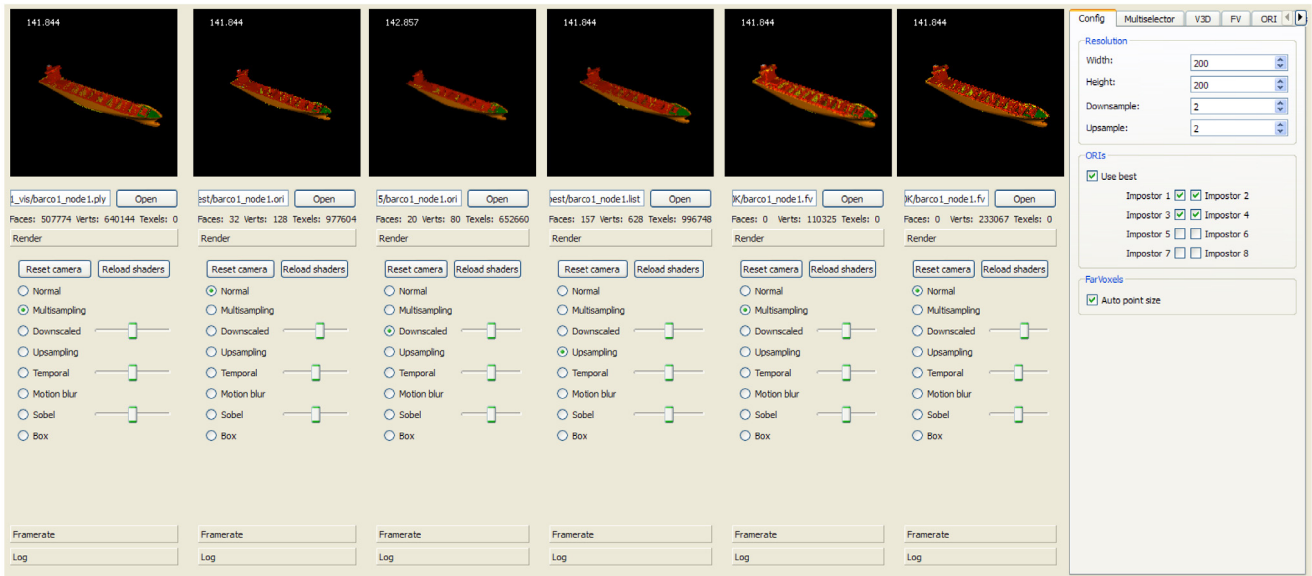 141.844
1_vis/barco1_node1.ply Open
Faces: 507774 Verts: 640144 Texels: 0
Render
Reset camera Reload shaders
Normal
Multisampling
Downscaled
Upsampling
Temporal
Motion blur
Sobel
Box
Framerate
Log
141.844
est/barco1_node1.ori Open
Faces: 32 Verts: 128 Texels: 977604
Render
Reset camera Reload shaders
Normal
Multisampling
Downscaled
Upsampling
Temporal
Motion blur
Sobel
Box
Framerate
Log
142.857
5/barco1_node1.ori Open
Faces: 20 Verts: 80 Texels: 652660
Render
Reset camera Reload shaders
Normal
Multisampling
Downscaled
Upsampling
Temporal
Motion blur
Sobel
Box
Framerate
Log
141.844
est/barco1_node1.list Open
Faces: 157 Verts: 628 Texels: 996748
Render
Reset camera Reload shaders
Normal
Multisampling
Downscaled
Upsampling
Temporal
Motion blur
Sobel
Box
Framerate
Log
141.844
K/barco1_node1.fv Open
Faces: 0 Verts: 110325 Texels: 0
Render
Reset camera Reload shaders
Normal
Multisampling
Downscaled
Upsampling
Temporal
Motion blur
Sobel
Box
Framerate
Log
141.844
K/barco1_node1.fv Open
Faces: 0 Verts: 233067 Texels: 0
Render
Reset camera Reload shaders
Normal
Multisampling
Downscaled
Upsampling
Temporal
Motion blur
Sobel
Box
Framerate
Log
Config Multiselector V3D FV ORI
Resolution
Width: 200
Height: 200
Downsample: 2
Upsample: 2
ORIs
Use best
Impostor 1 Impostor 2
Impostor 3 Impostor 4
Impostor 5 Impostor 6
Impostor 7 Impostor 8
FarVoxels
Auto point size